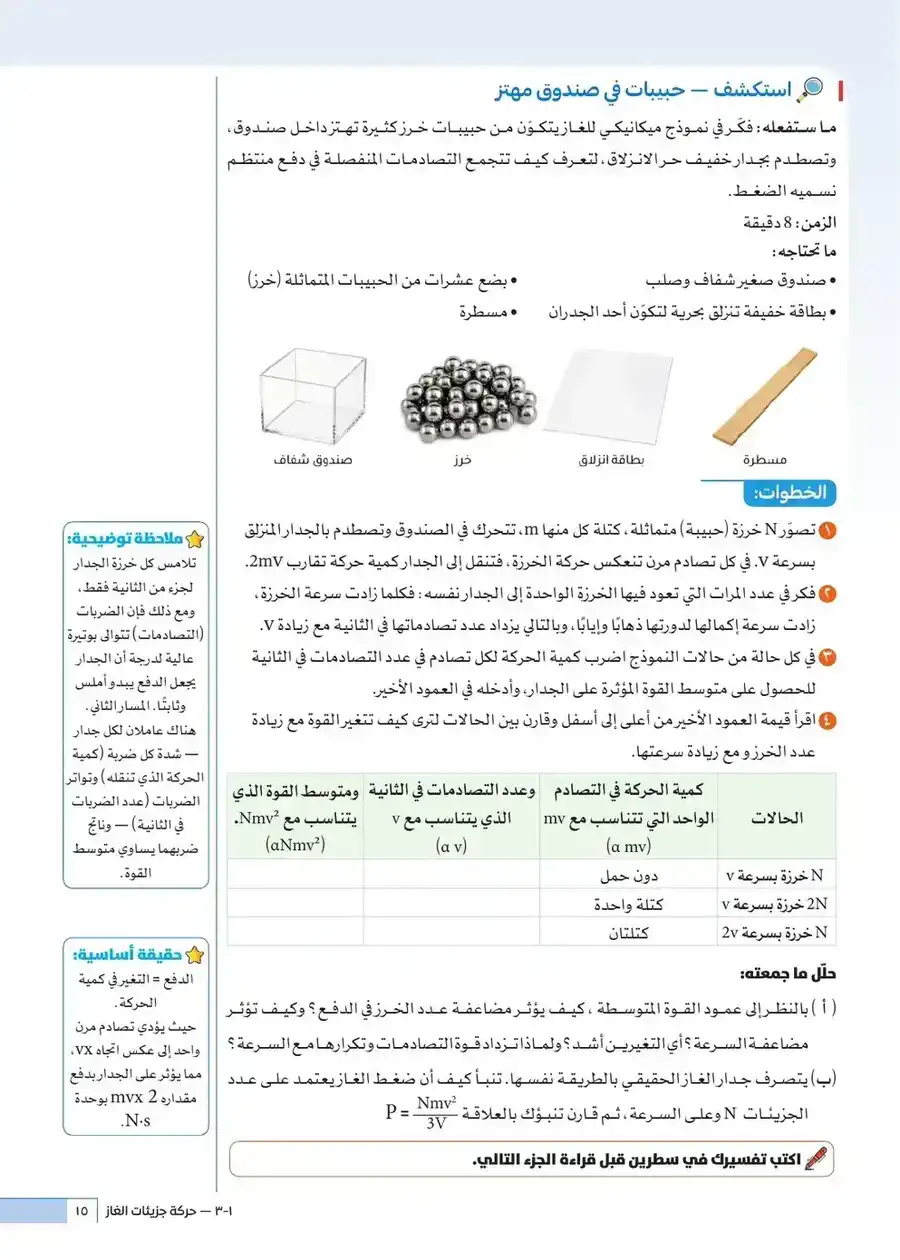 استكشف — حبيبات في صندوق مهتز
ما ستفعله: فكّر في نموذج ميكانيكي للغاز يتكوّن من حبيبات خرز كثيرة تهتز داخل صندوق،
وتصطدم بجدار خفيف حر الانزلاق، لتعرف كيف تتجمع التصادمات المنفصلة في دفع منتظم
نسميه الضغط.
الزمن: 8 دقيقة
ما تحتاجه:
• صندوق صغير شفاف وصلب
• بضع عشرات من الحبيبات المتماثلة (خرز)
• بطاقة خفيفة تنزلق بحرية لتكوّن أحد الجدران
• مسطرة
مسطرة
بطاقة انزلاق
خرز
صندوق شفاف
الخطوات:
١ تصوّر N خرزة (حبيبة) متماثلة، كتلة كل منها m، تتحرك في الصندوق وتصطدم بالجدار المنزلق
بسرعة v. في كل تصادم مرن تنعكس حركة الخرزة، فتنقل إلى الجدار كمية حركة تقارب 2mv.
٢ فكر في عدد المرات التي تعود فيها الخرزة الواحدة إلى الجدار نفسه: فكلما زادت سرعة الخرزة،
زادت سرعة إكمالها لدورتها ذهابًا وإيابًا، وبالتالي يزداد عدد تصادماتها في الثانية مع زيادة v.
٣ في كل حالة من حالات النموذج اضرب كمية الحركة لكل تصادم في عدد التصادمات في الثانية
للحصول على متوسط القوة المؤثرة على الجدار، وأدخله في العمود الأخير.
٤ اقرأ قيمة العمود الأخير من أعلى إلى أسفل وقارن بين الحالات لترى كيف تتغير القوة مع زيادة
عدد الخرز ومع زيادة سرعتها.
الحالات
كمية الحركة في التصادم
الواحد التي تتناسب مع mv
(α mv)
وعدد التصادمات في الثانية
الذي يتناسب مع v
(α v)
ومتوسط القوة الذي
يتناسب مع Nmv².
(αNmv²)
N خرزة بسرعة v
دون حمل
2N خرزة بسرعة v
كتلة واحدة
N خرزة بسرعة 2v
كتلتان
حلّل ما جمعته:
(أ) بالنظر إلى عمود القوة المتوسطة، كيف يؤثر مضاعفة عدد الخرز في الدفع؟ وكيف تؤثر
مضاعفة السرعة؟ أي التغيرين أشد؟ ولماذا تزداد قوة التصادمات وتكرارها مع السرعة؟
(ب) يتصرف جدار الغاز الحقيقي بالطريقة نفسها. تنبأ كيف أن ضغط الغاز يعتمد على عدد
الجزيئات N وعلى السرعة، ثم قارن تنبؤك بالعلاقة P = Nmv²/3V
اكتب تفسيرك في سطرين قبل قراءة الجزء التالي.
ملاحظة توضيحية:
تلامس كل خرزة الجدار
لجزء من الثانية فقط،
ومع ذلك فإن الضربات
(التصادمات) تتوالى بوتيرة
عالية لدرجة أن الجدار
يجعل الدفع يبدو أملس
وثابتًا. المسار الثاني.
هناك عاملان لكل جدار
— شدة كل ضربة (كمية
الحركة الذي تنقله) وتواتر
الضربات (عدد الضربات
في الثانية) — وناتج
ضربهما يساوي متوسط
القوة.
حقيقة أساسية:
الدفع = التغير في كمية
الحركة.
حيث يؤدي تصادم مرن
واحد إلى عكس اتجاه vx،
مما يؤثر على الجدار بدفع
مقداره 2 mvx بوحدة
N·s.
١-٣ — حركة جزيئات الغاز
١٥